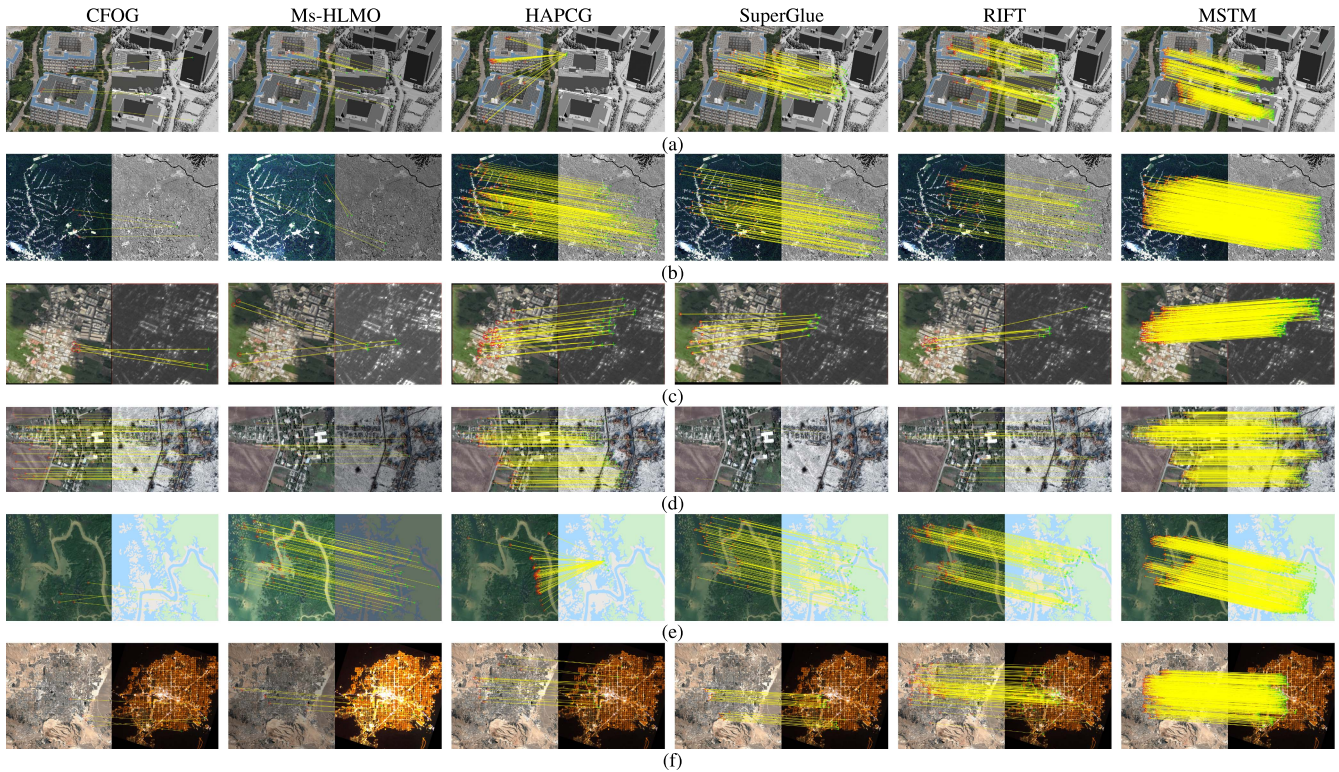 CFOG Ms-HLMO HAPCG SuperGlue RIFT MSTM
(a)
(b)
(c)
(d)
(e)
(f)